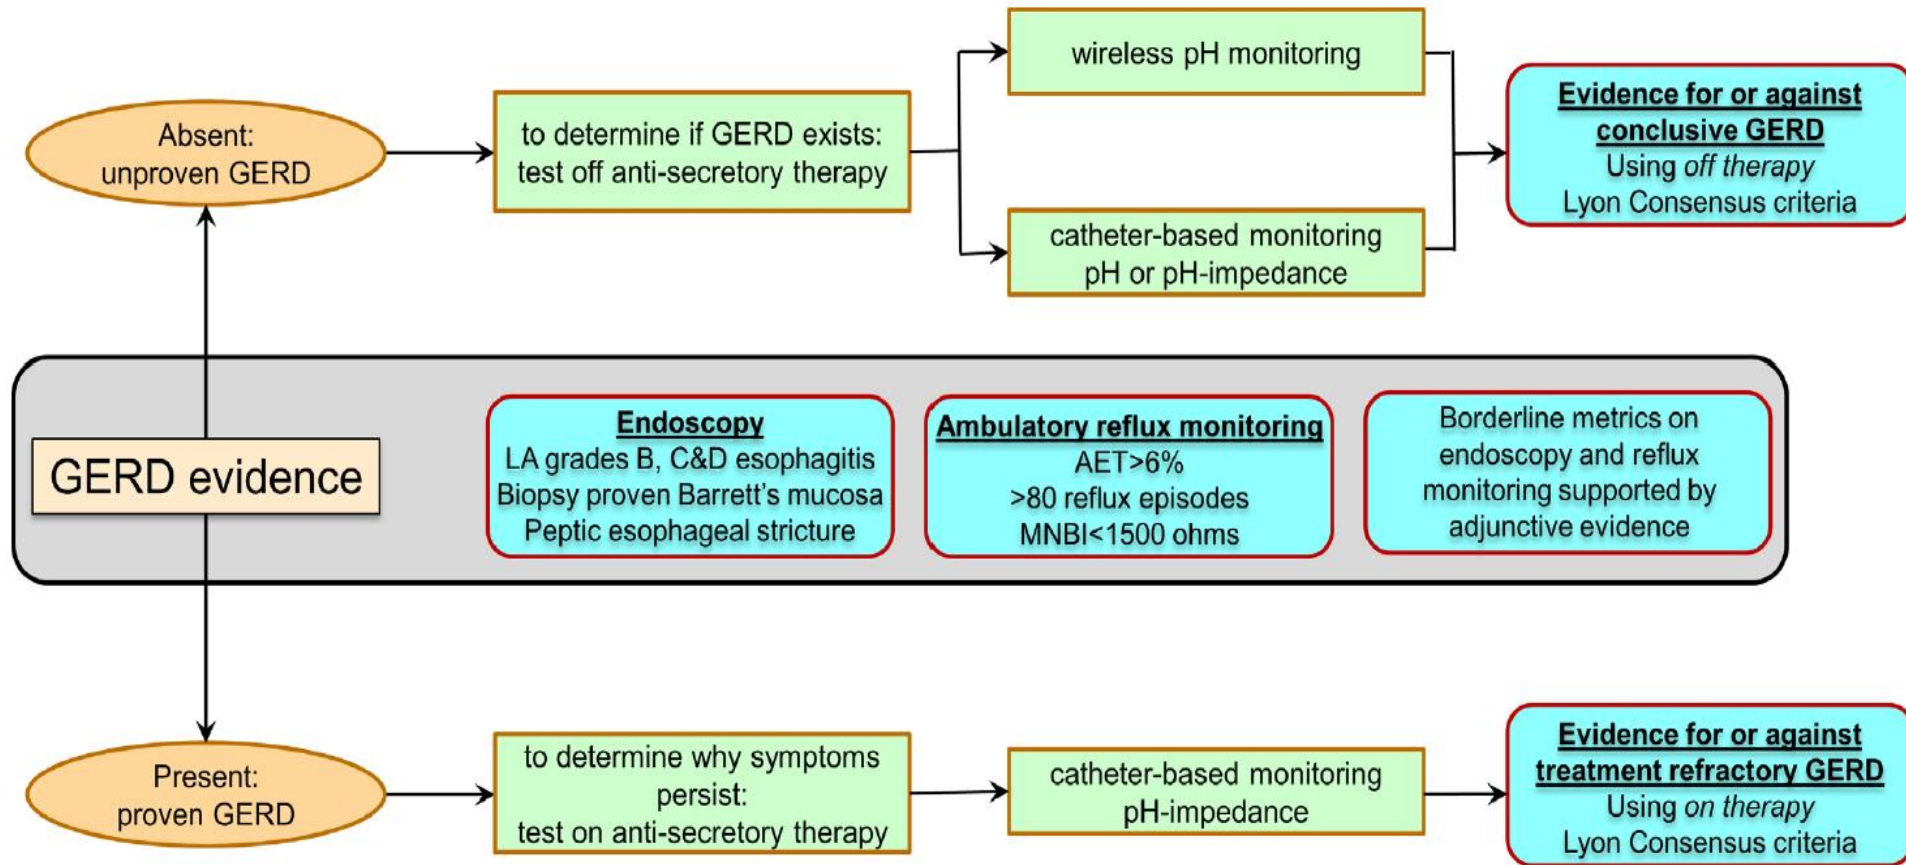 wireless pH monitoring
Absent:
unproven GERD
to determine if GERD exists:
test off anti-secretory therapy
catheter-based monitoring
pH or pH-impedance
Evidence for or against
conclusive GERD
Using off therapy
Lyon Consensus criteria
GERD evidence
Endoscopy
LA grades B, C&D esophagitis
Biopsy proven Barrett's mucosa
Peptic esophageal stricture
Ambulatory reflux monitoring
AET>6%
>80 reflux episodes
MNBI<1500 ohms
Borderline metrics on
endoscopy and reflux
monitoring supported by
adjunctive evidence
Present:
proven GERD
to determine why symptoms
persist:
test on anti-secretory therapy
catheter-based monitoring
pH-impedance
Evidence for or against
treatment refractory GERD
Using on therapy
Lyon Consensus criteria